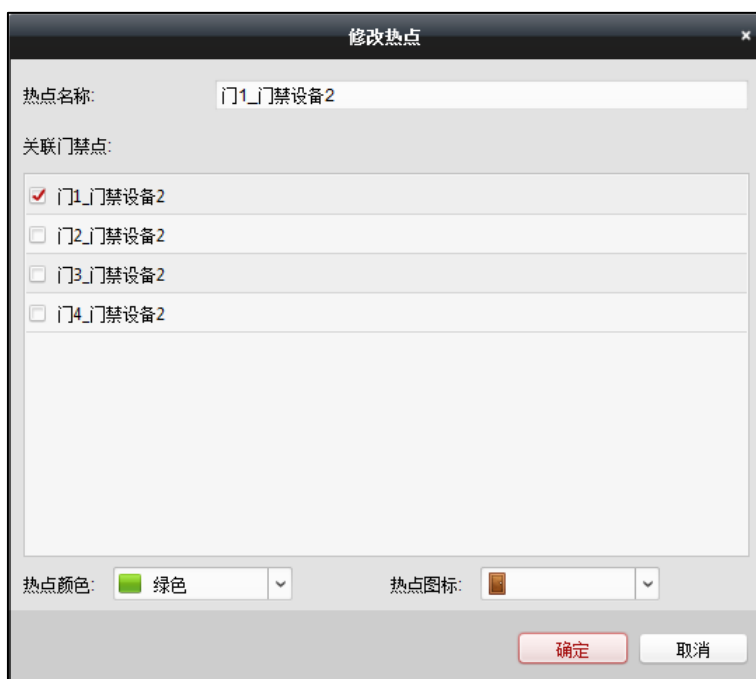 修改热点
热点名称: 门1_门禁设备2
关联门禁点:
门1_门禁设备2
门2_门禁设备2
门3_门禁设备2
门4_门禁设备2
热点颜色: 绿色 热点图标:
确定 取消